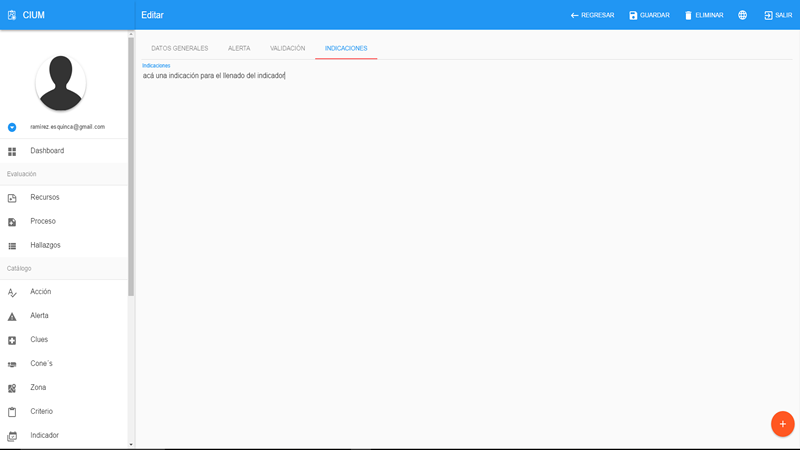 CIUM
Editar
REGRESAR
GUARDAR
ELIMINAR
SALIR
DATOS GENERALES
ALERTA
VALIDACIÓN
INDICACIONES
Indicaciones
acá una indicación para el llenado del indicador
ramirez.esquinca@gmail.com
Dashboard
Evaluación
Recursos
Proceso
Hallazgos
Catálogo
Acción
Alerta
Clues
Cone´s
Zona
Criterio
Indicador